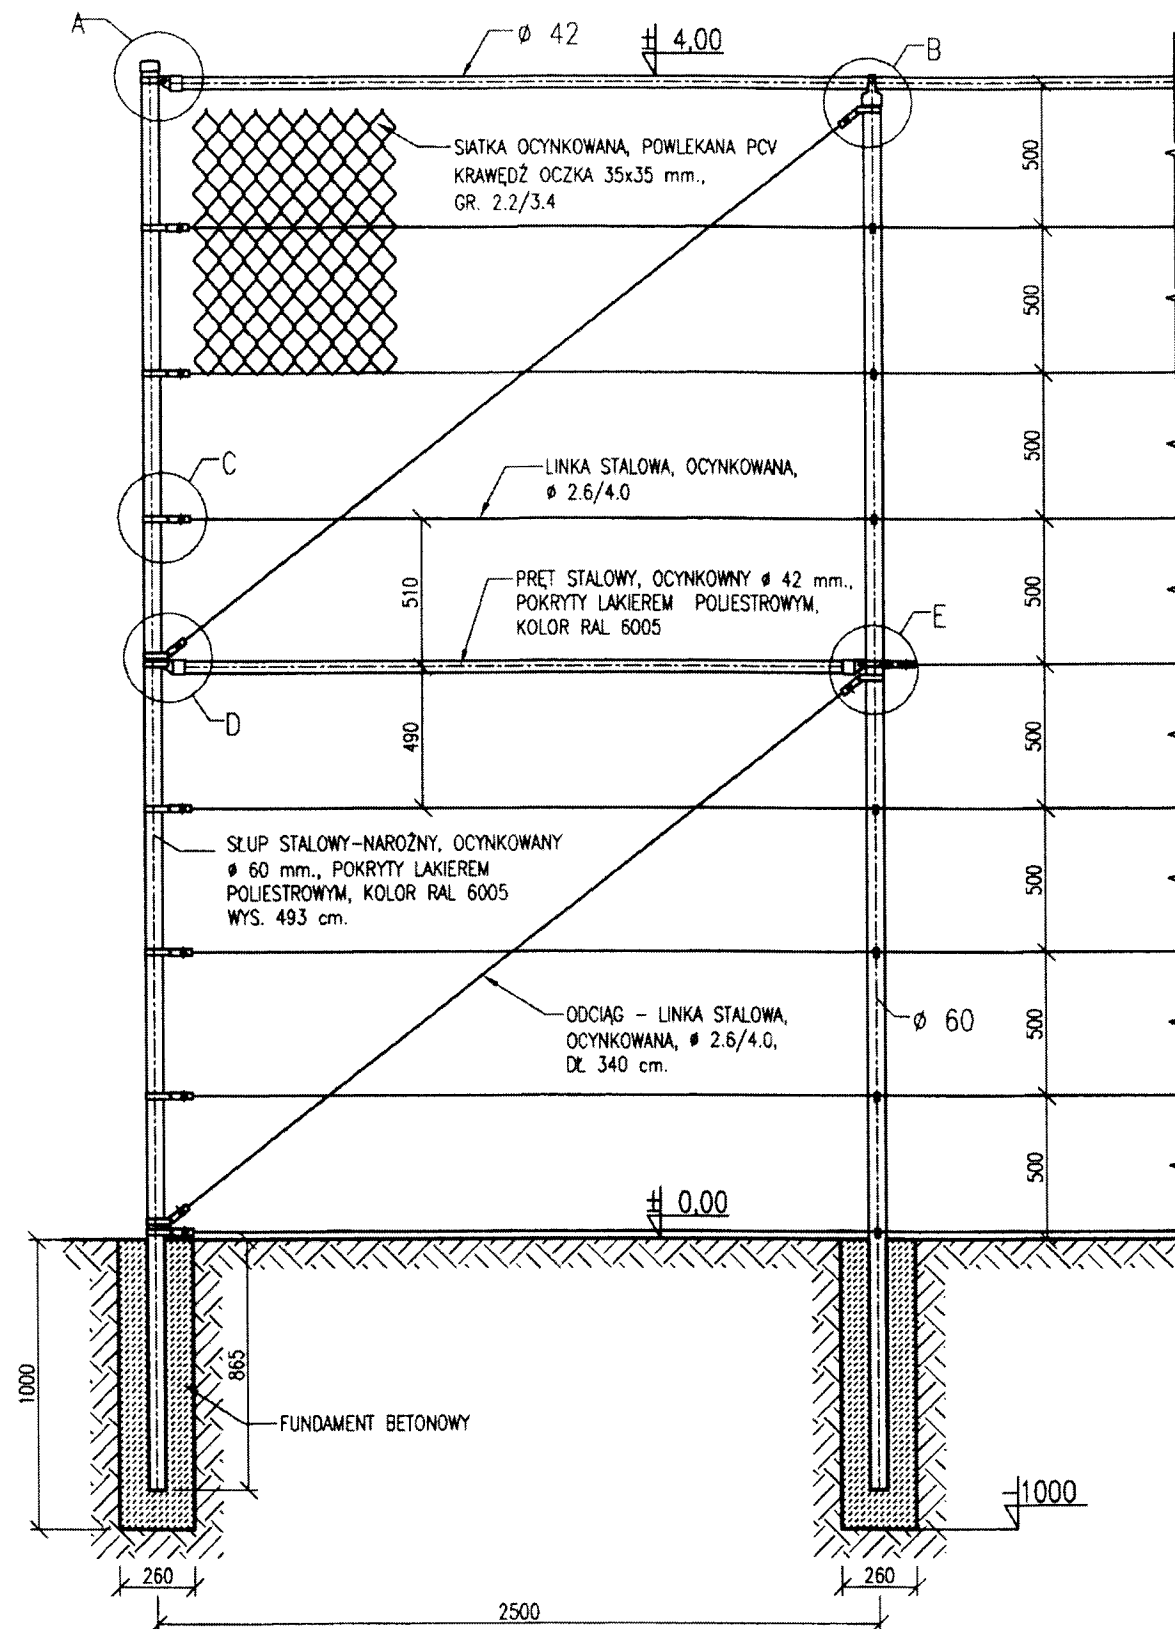 A
ø 42
± 4,00
B
SIATKA OCYNKOWANA, POWLEKANA PCV
KRAWĘDŹ OCZKA 35x35 mm.,
GR. 2.2/3.4
500
500
C
LINKA STALOWA, OCYNKOWANA,
ø 2.6/4.0
500
510
PRĘT STALOWY, OCYNKOWNY ø 42 mm.,
POKRYTY LAKIEREM POLIESTROWYM,
KOLOR RAL 6005
500
E
D
490
500
SŁUP STALOWY-NAROŻNY, OCYNKOWANY
ø 60 mm., POKRYTY LAKIEREM
POLIESTROWYM, KOLOR RAL 6005
WYS. 493 cm.
500
ODCIĄG - LINKA STALOWA,
OCYNKOWANA, ø 2.6/4.0,
DŁ 340 cm.
ø 60
500
500
± 0,00
1000
865
FUNDAMENT BETONOWY
-1000
260
260
2500